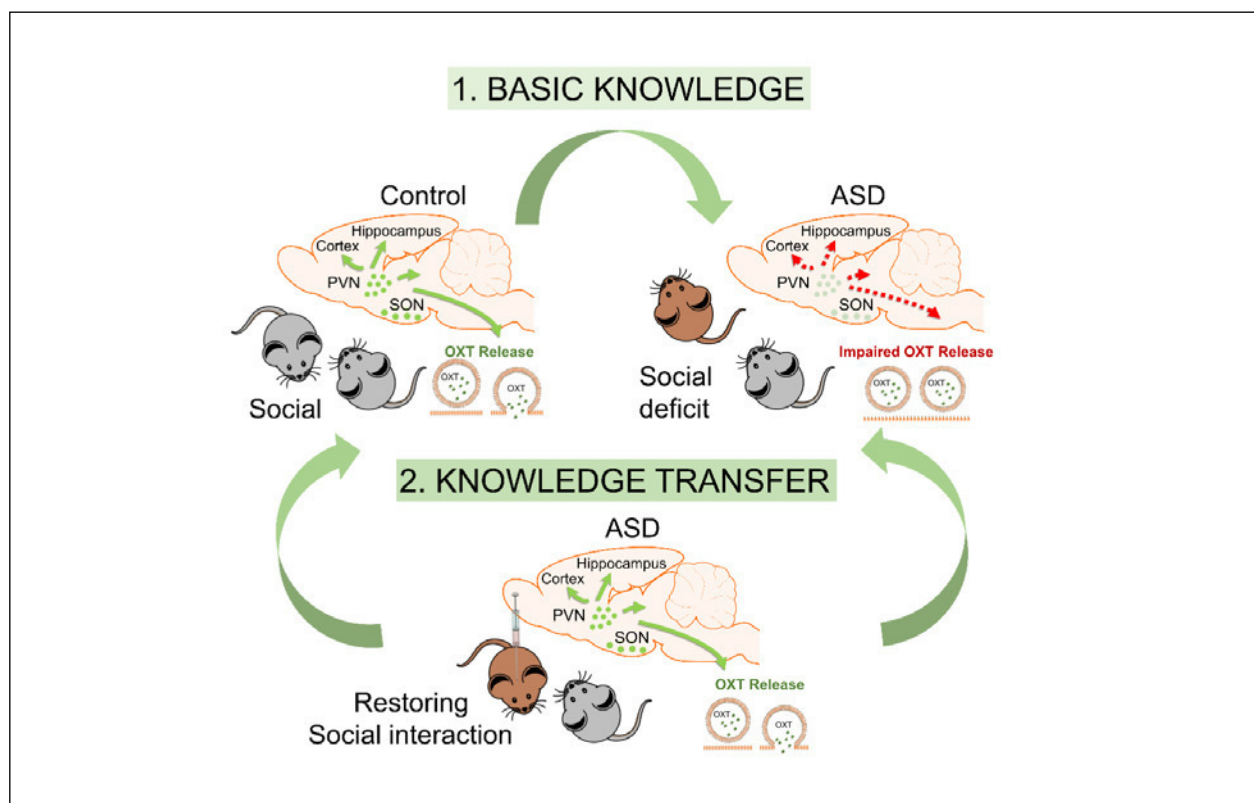 1. BASIC KNOWLEDGE
Control
Hippocampus
Cortex
PVN
SON
OXT Release
OXT
OXT
Social
ASD
Hippocampus
Cortex
PVN
SON
Impaired OXT Release
OXT
OXT
Social
deficit
2. KNOWLEDGE TRANSFER
ASD
Hippocampus
Cortex
PVN
SON
OXT Release
OXT
OXT
Restoring
Social interaction